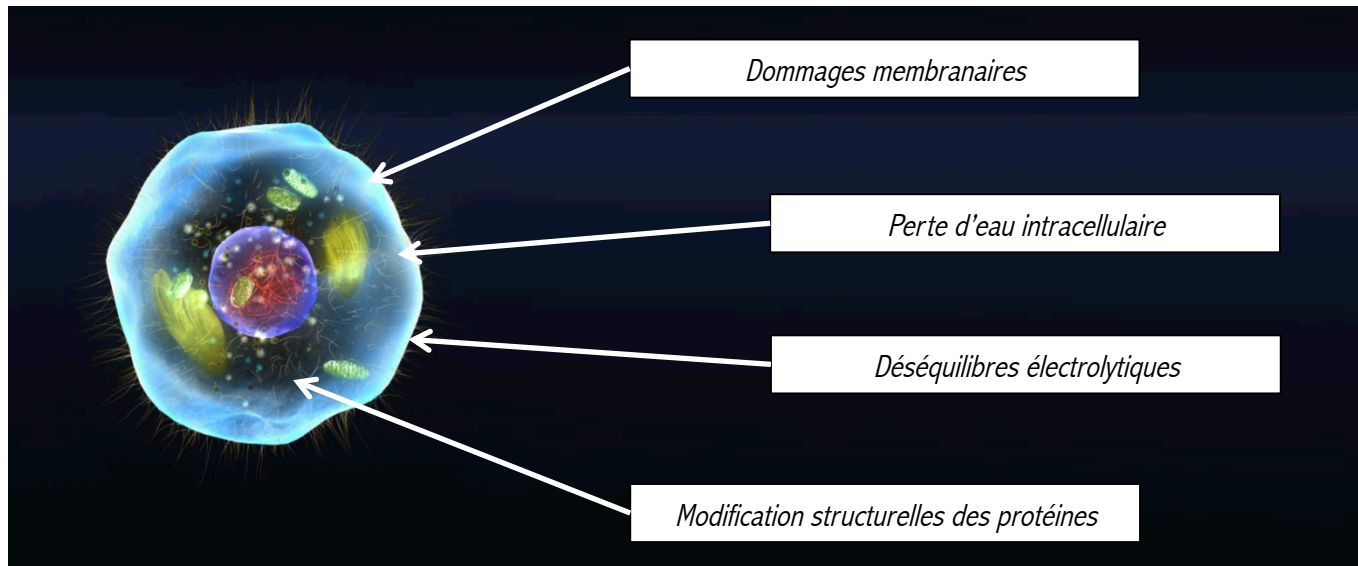 Dommages membranaires
Perte d'eau intracellulaire
Déséquilibres électrolytiques
Modification structurelles des protéines